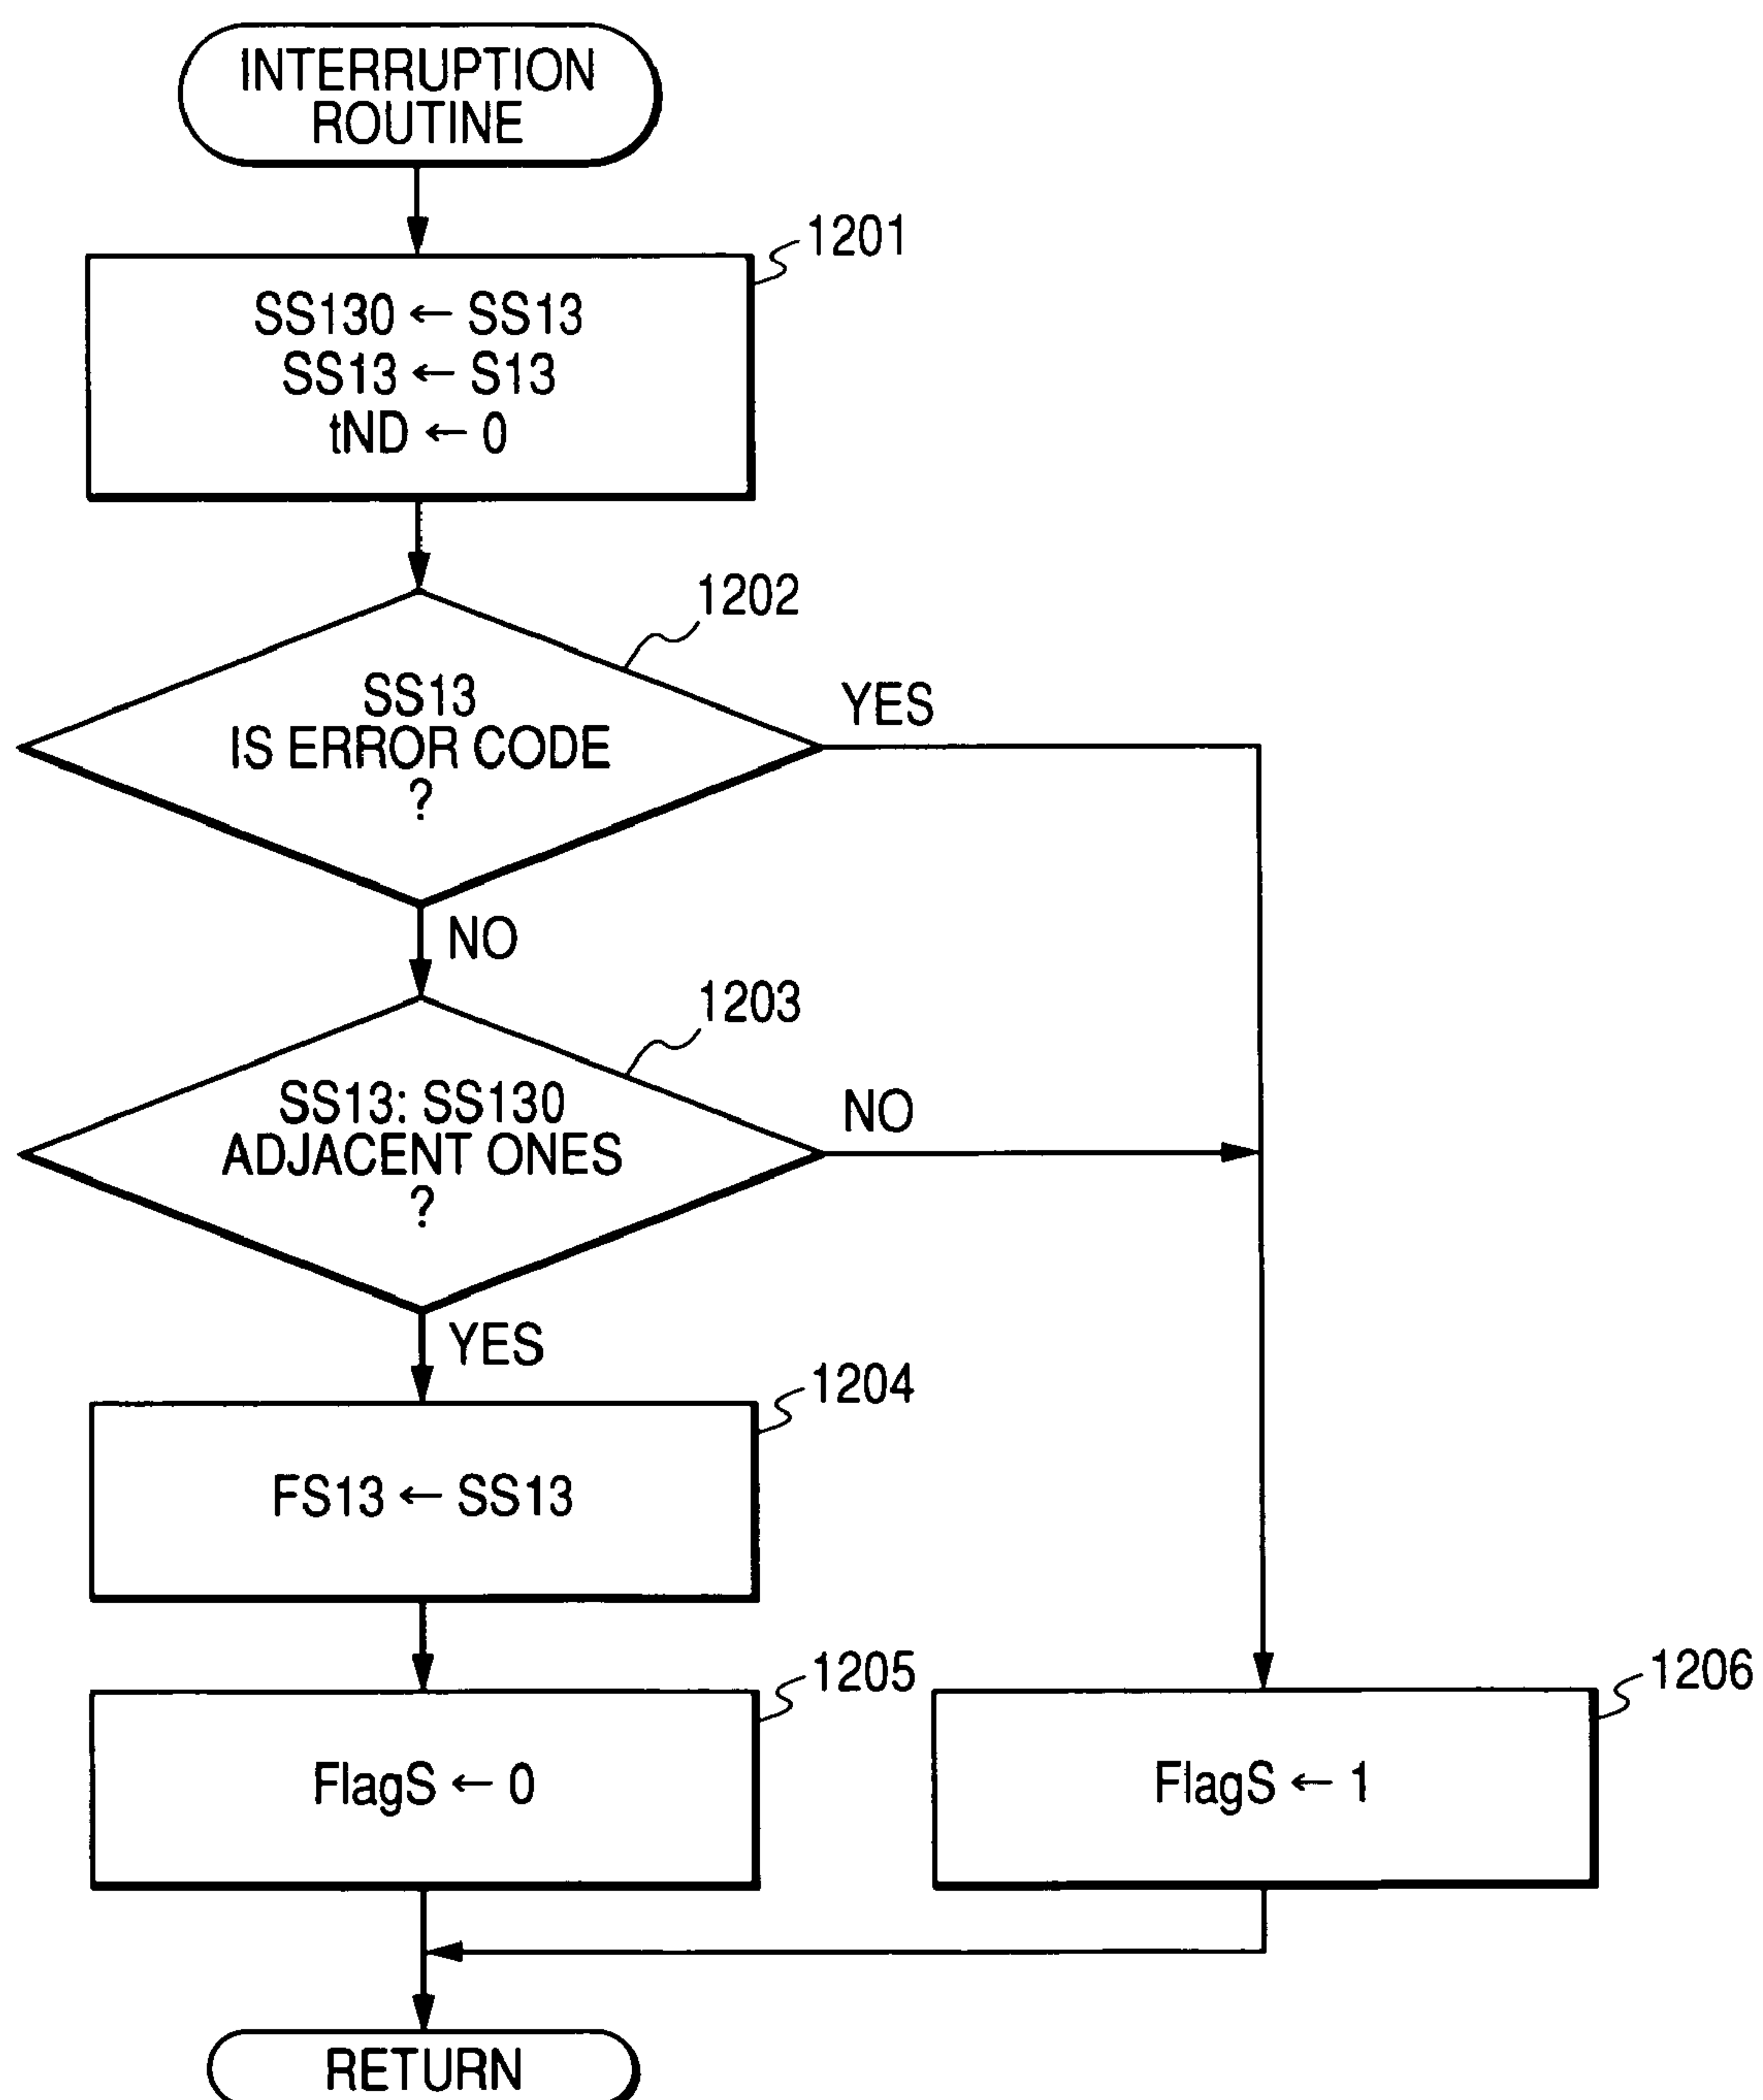 INTERRUPTION
ROUTINE
1201
SS130 ← SS13
SS13 ← S13
tND ← 0
1202
SS13
IS ERROR CODE
?
YES
NO
1203
SS13: SS130
ADJACENT ONES
?
NO
YES
1204
FS13 ← SS13
1205
FlagS ← 0
1206
FlagS ← 1
RETURN